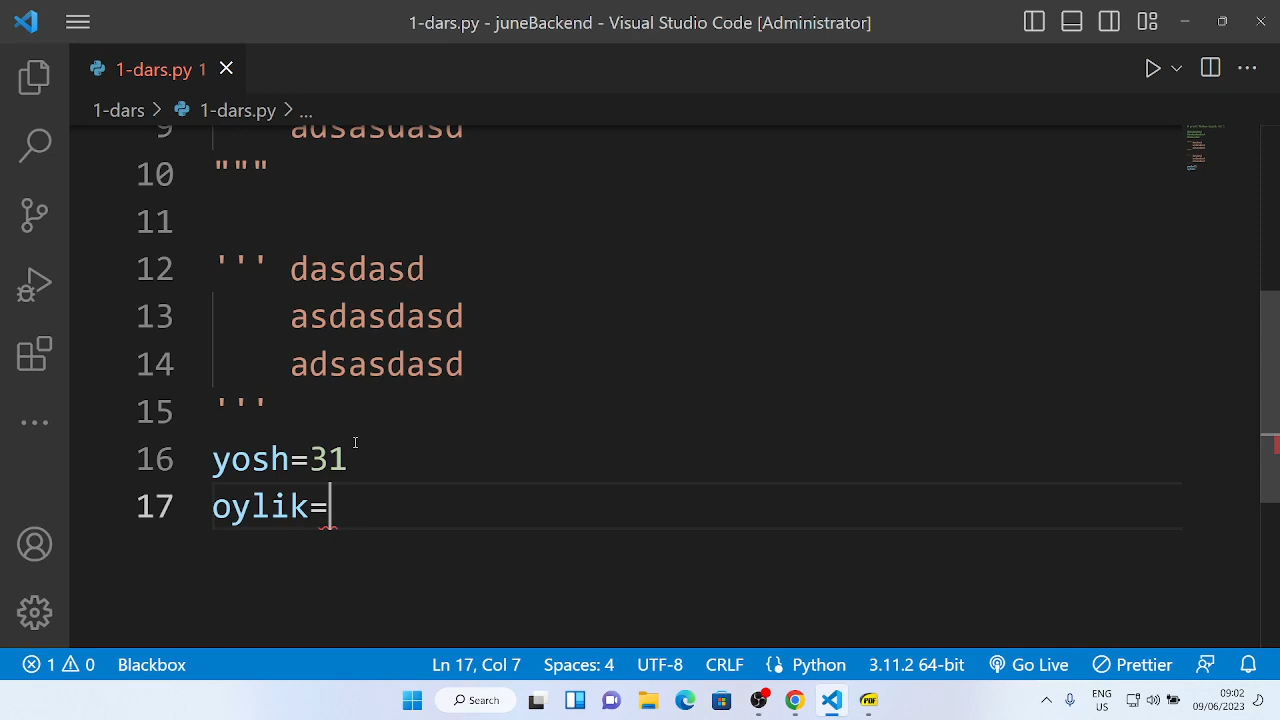 1-dars.py - juneBackend - Visual Studio Code [Administrator]
1-dars.py 1
1-dars > 1-dars.py > ...
9 adsasdasd
10 """
11
12 ''' dasdasd
13 asdasdasd
14 adsasdasd
15 '''
16 yosh=31
17 oylik=
1 0 Blackbox Ln 17, Col 7 Spaces: 4 UTF-8 CRLF Python 3.11.2 64-bit Go Live Prettier
Search PDF ENG US 09:02 09/06/2023